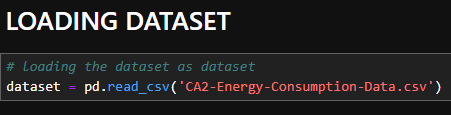 LOADING DATASET
# loading the dataset as dataset
dataset = pd.read_csv('CA2-Energy-Consumption-Data.csv')